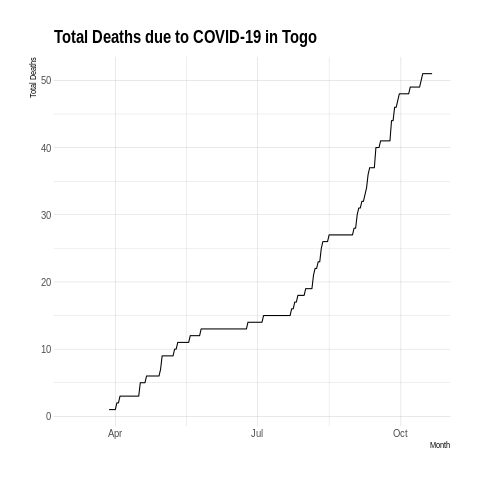 Total Deaths due to COVID-19 in Togo
Total Deaths
50
40
30
20
10
0
Apr
Jul
Oct
Month